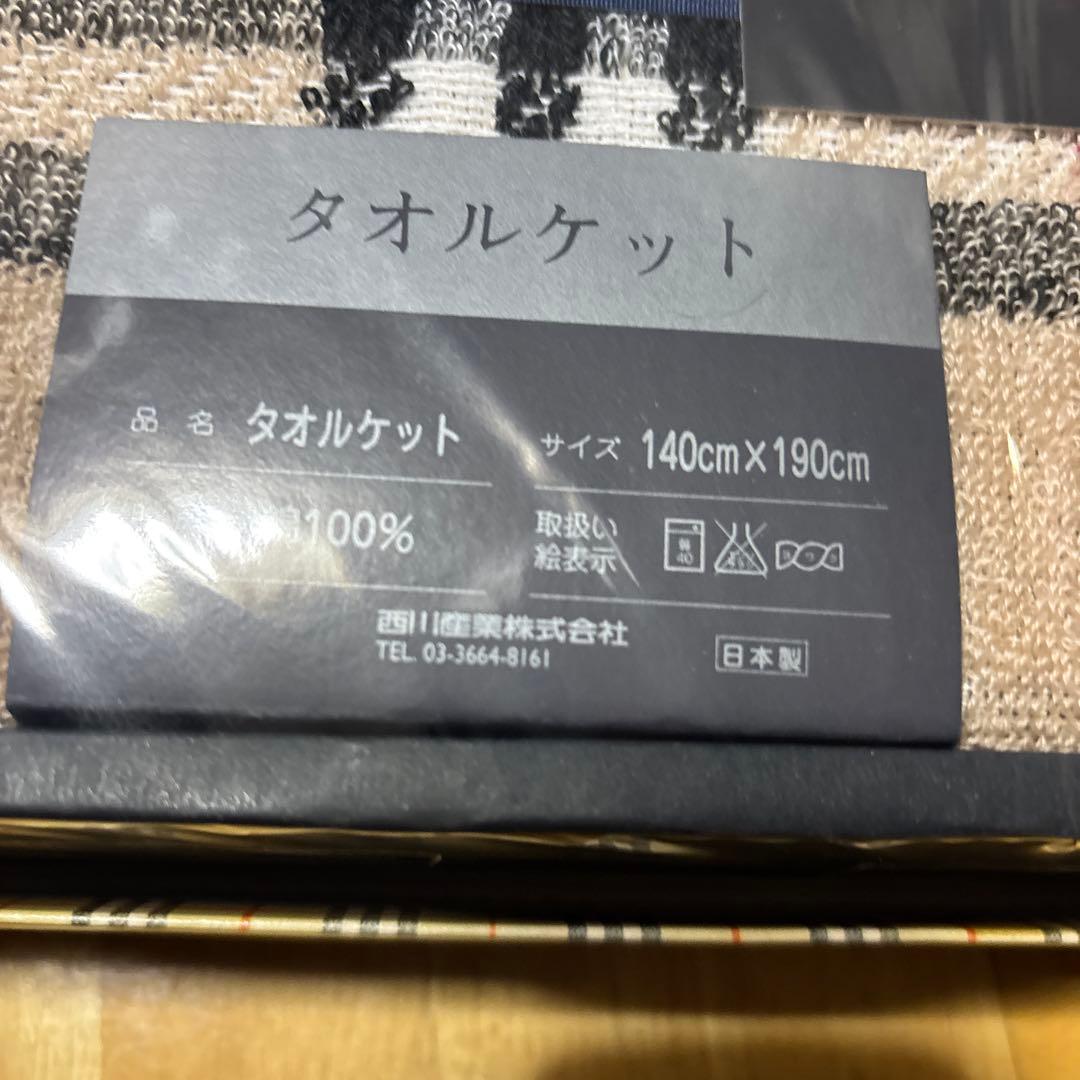 タオルケット
品 名 タオルケット
サイズ 140cm×190cm
100%
取扱い
絵表示
弱
40
西川産業株式会社
TEL. 03-3664-8161
日本製